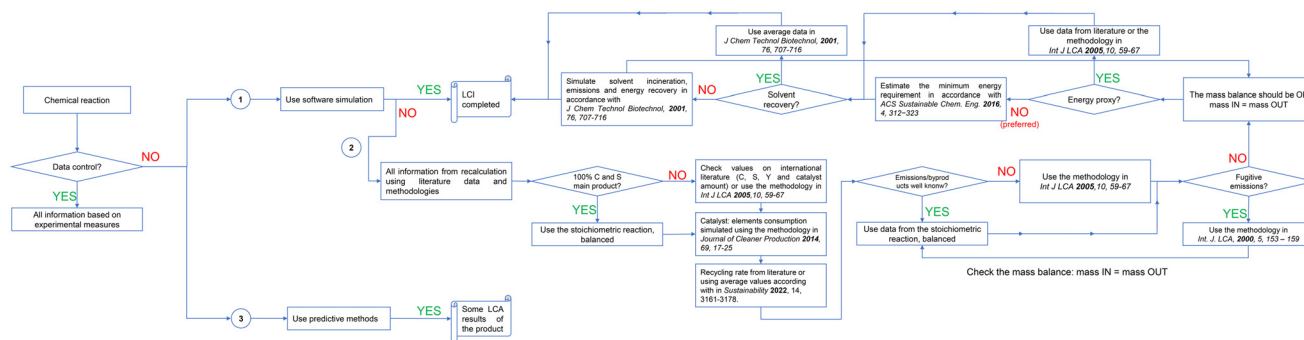 Chemical reaction
Data control?
NO
YES
All information based on
experimental measures
1
Use software simulation
YES
NO
LCI
completed
2
All information from recalculation
using literature data and
methodologies
3
Use predictive methods
YES
Some LCA
results of
the product
100% C and S
main product?
NO
YES
Use the stoichiometric reaction,
balanced
Check values on international
literature (C, S, Y and catalyst
amount) or use the methodology in
Int J LCA 2005,10, 59-67
Catalyst: elements consumption
simulated using the methodology in
Journal of Cleaner Production 2014,
69, 17-25
Recycling rate from literature or
using average values according
with in Sustainability 2022, 14,
3161-3178.
Emissions/byprod
ucts well knonw?
NO
YES
Use the methodology in
Int J LCA 2005,10, 59-67
Use data from the stoichiometric
reaction, balanced
Fugitive
emissions?
NO
YES
Use the methodology in
Int. J. LCA, 2000, 5, 153 – 159
Check the mass balance: mass IN = mass OUT
The mass balance should be OK
mass IN = mass OUT
Energy proxy?
YES
Use data from literature or the
methodology in
Int J LCA 2005,10, 59-67
NO
(preferred)
Estimate the minimum energy
requirement in accordance with
ACS Sustainable Chem. Eng. 2016,
4, 312−323
Solvent
recovery?
YES
Use average data in
J Chem Technol Biotechnol, 2001,
76, 707-716
NO
Simulate solvent incineration,
emissions and energy recovery in
accordance with
J Chem Technol Biotechnol, 2001,
76, 707-716